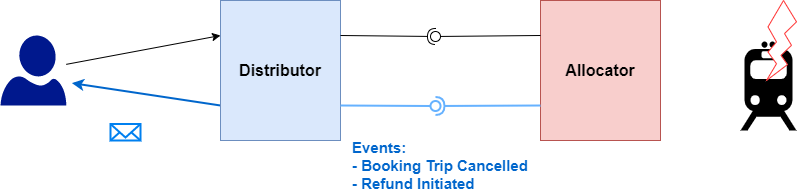 Distributor
Allocator
Events:
- Booking Trip Cancelled
- Refund Initiated